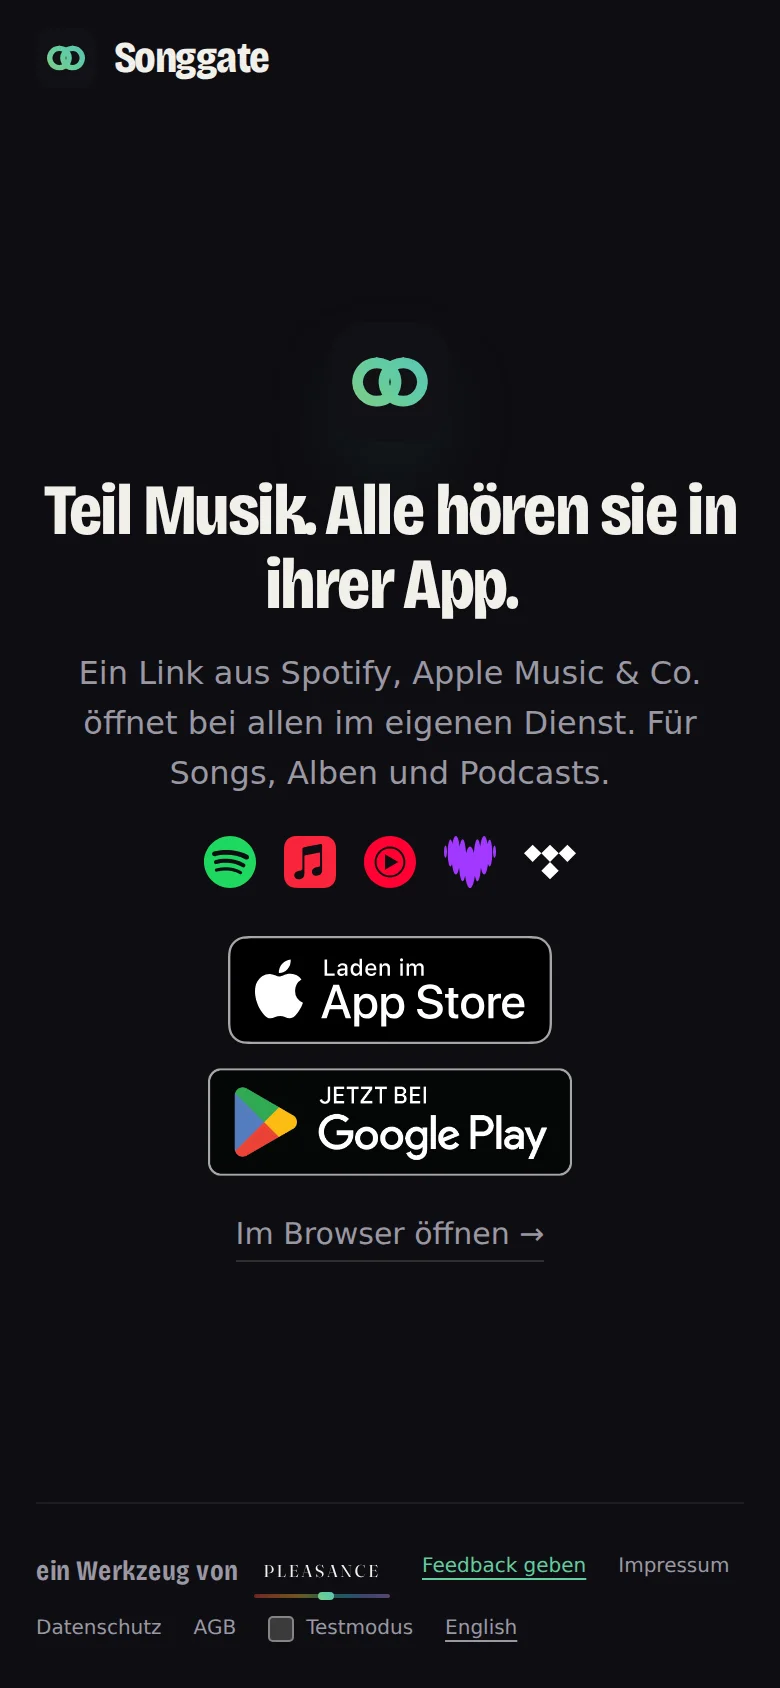 Songgate
Teil Musik. Alle hören sie in
ihrer App.
Ein Link aus Spotify, Apple Music & Co.
öffnet bei allen im eigenen Dienst. Für
Songs, Alben und Podcasts.
Laden im
App Store
JETZT BEI
Google Play
Im Browser öffnen →
ein Werkzeug von PLEASANCE Feedback geben Impressum
Datenschutz AGB Testmodus English